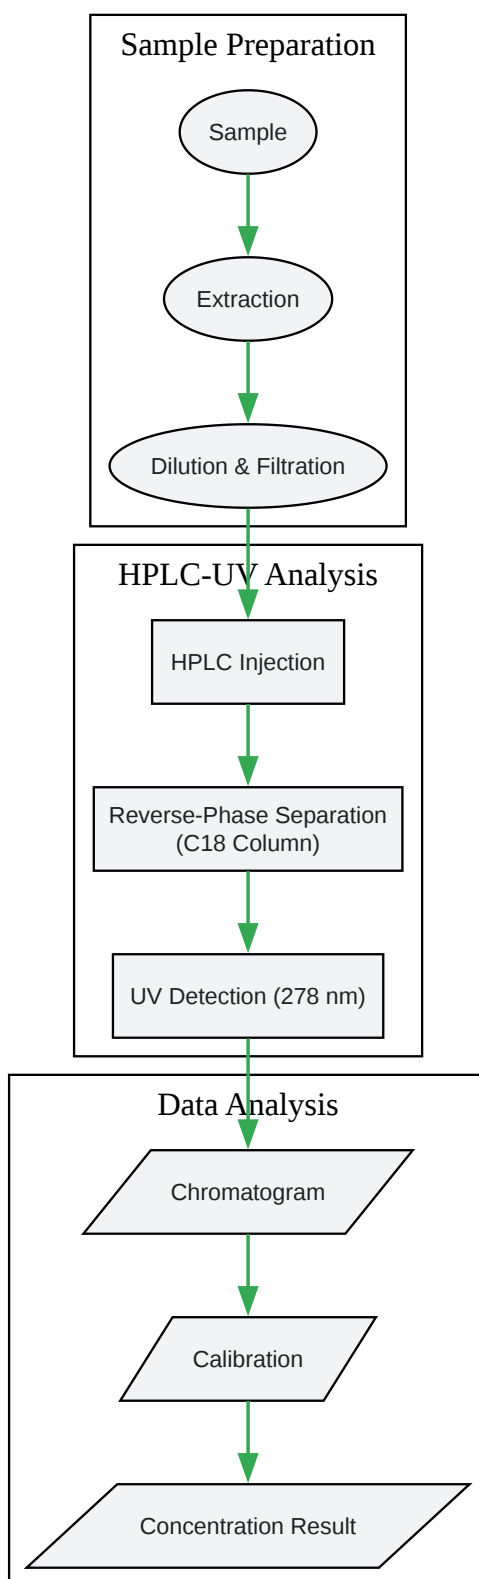 Sample Preparation
Sample
Extraction
Dilution & Filtration
HPLC-UV Analysis
HPLC Injection
Reverse-Phase Separation
(C18 Column)
UV Detection (278 nm)
Data Analysis
Chromatogram
Calibration
Concentration Result